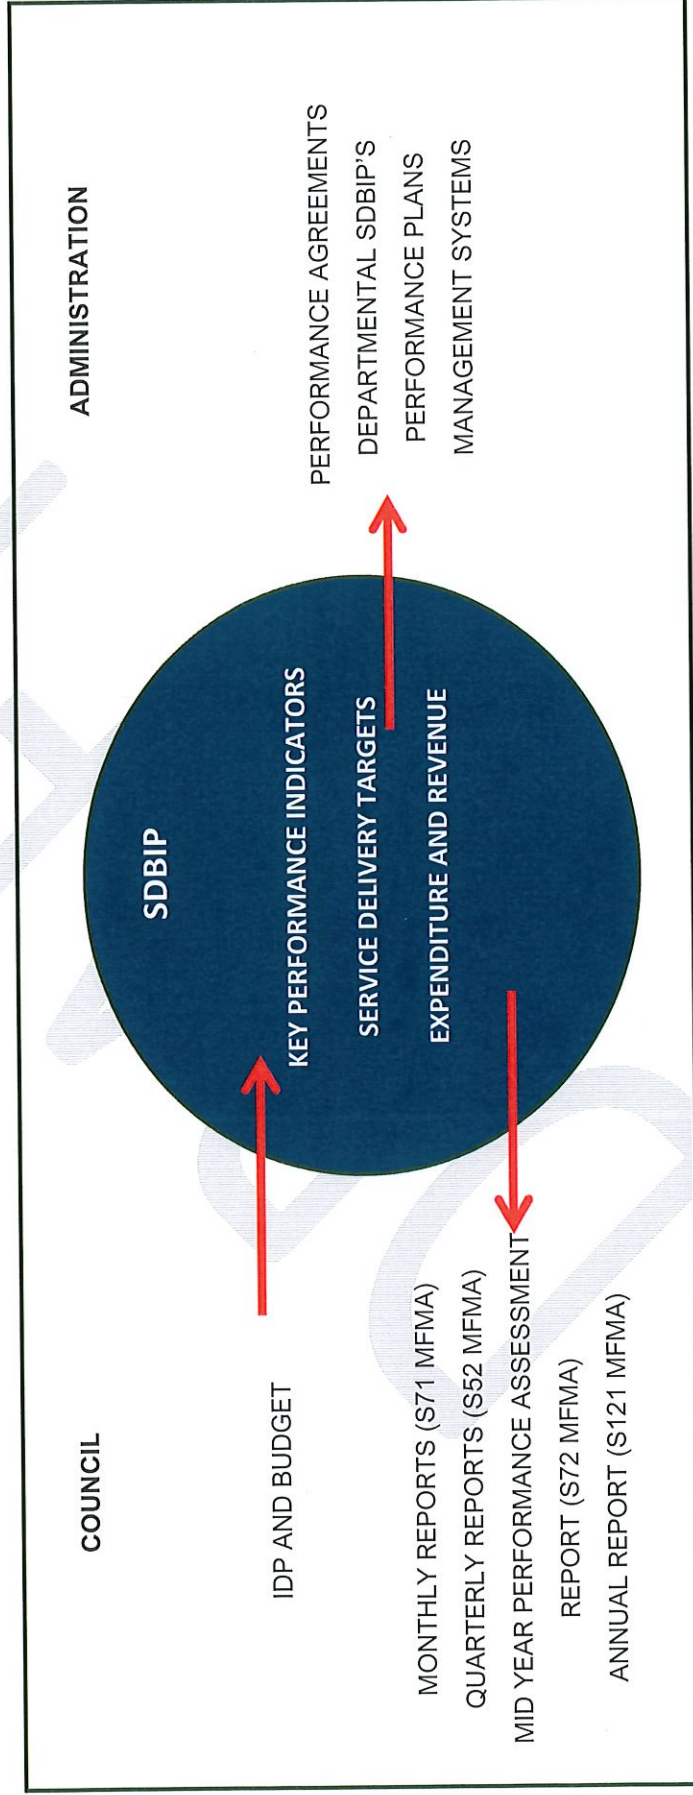 COUNCIL
IDP AND BUDGET
MONTHLY REPORTS (S71 MFMA)
QUARTERLY REPORTS (S52 MFMA)
MID YEAR PERFORMANCE ASSESSMENT
REPORT (S72 MFMA)
ANNUAL REPORT (S121 MFMA)
SDBIP
KEY PERFORMANCE INDICATORS
SERVICE DELIVERY TARGETS
EXPENDITURE AND REVENUE
ADMINISTRATION
PERFORMANCE AGREEMENTS
DEPARTMENTAL SDBIP'S
PERFORMANCE PLANS
MANAGEMENT SYSTEMS